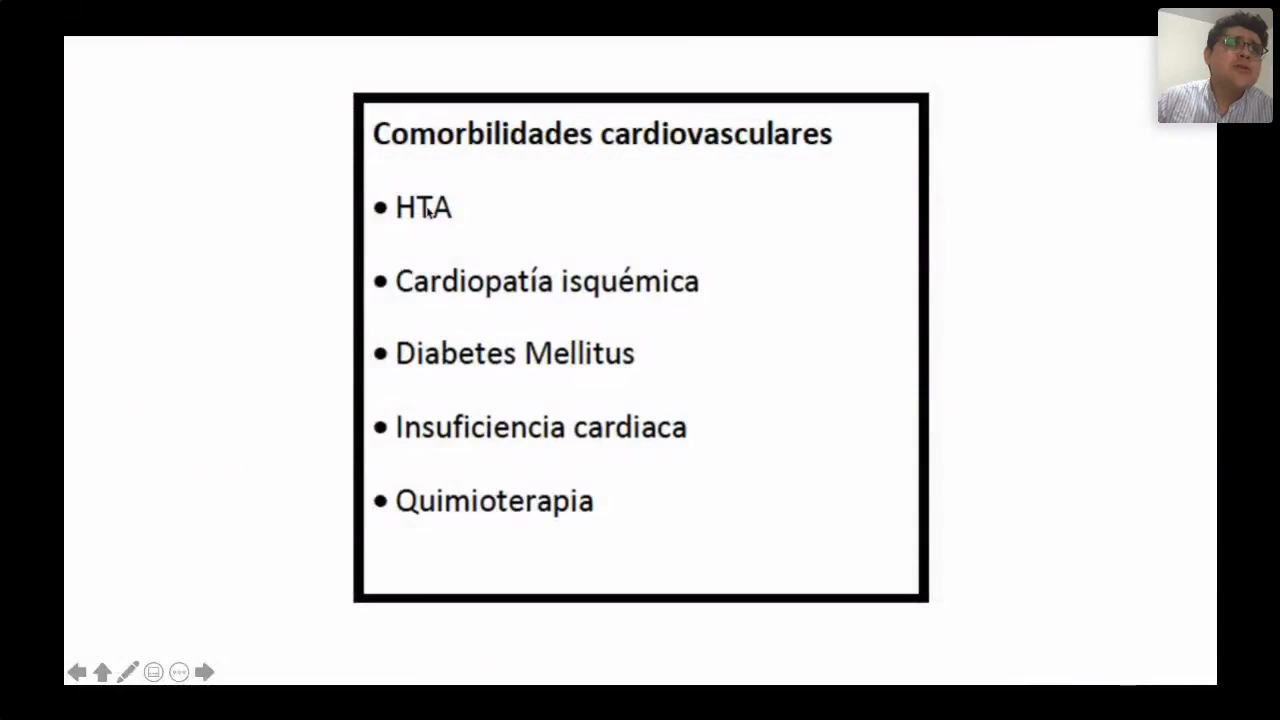 Comorbilidades cardiovasculares
• HTA
• Cardiopatía isquémica
• Diabetes Mellitus
• Insuficiencia cardiaca
• Quimioterapia